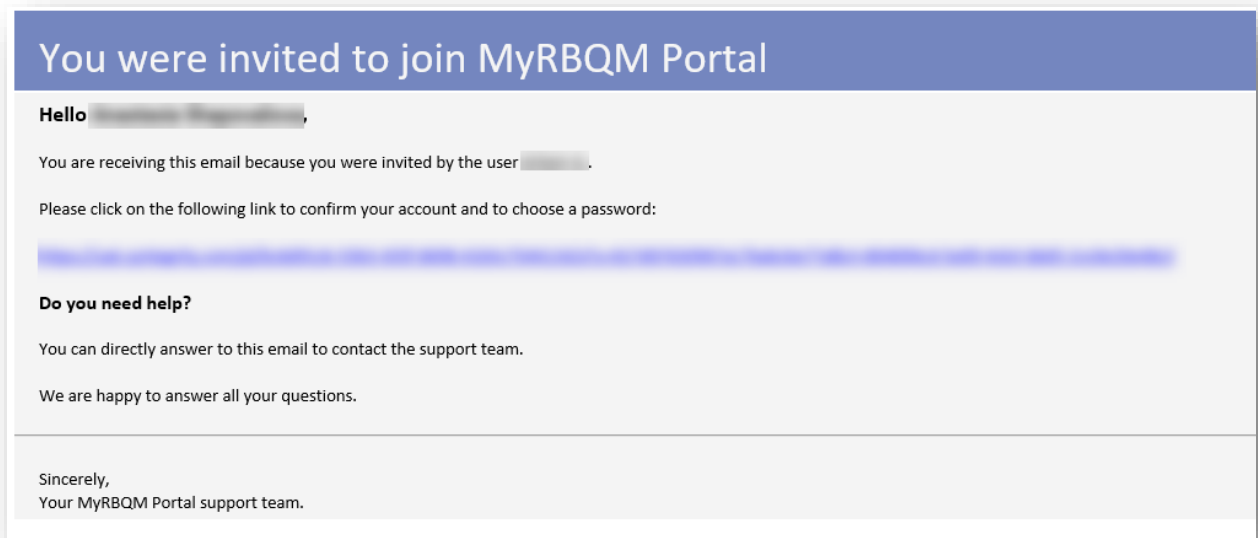 You were invited to join MyRBQM Portal
Hello ,
You are receiving this email because you were invited by the user .
Please click on the following link to confirm your account and to choose a password:
Do you need help?
You can directly answer to this email to contact the support team.
We are happy to answer all your questions.
Sincerely,
Your MyRBQM Portal support team.